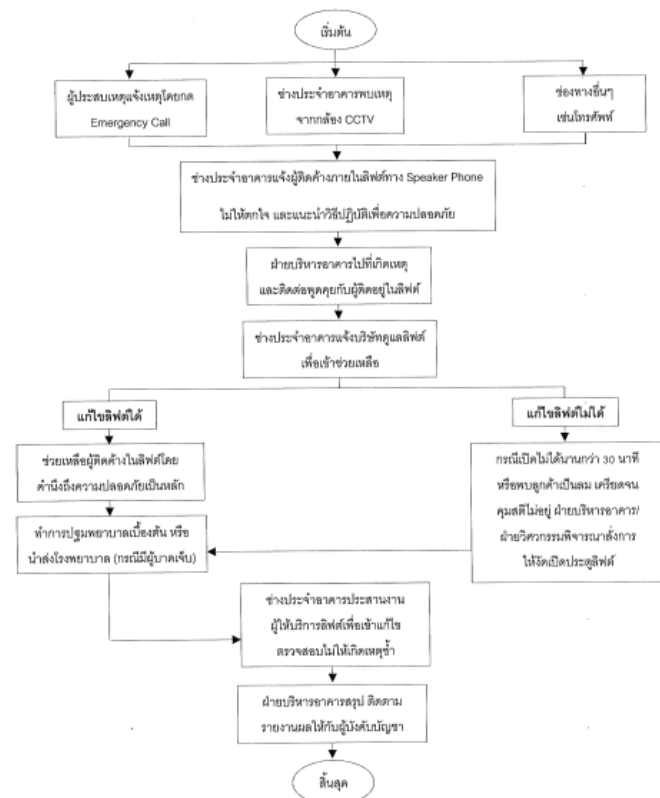 เริ่มต้น
ผู้ประสบเหตุแจ้งเหตุโดยกด
Emergency Call
ช่างประจำอาคารพบเหตุ
จากกล้อง CCTV
ช่องทางอื่นๆ
เช่นโทรศัพท์
ช่างประจำอาคารแจ้งผู้ติดค้างภายในลิฟต์ทาง Speaker Phone
ไม่ให้ตกใจ และแนะนำวิธีปฏิบัติเพื่อความปลอดภัย
ฝ่ายบริหารอาคารไปที่เกิดเหตุ
และติดต่อพูดคุยกับผู้ติดอยู่ในลิฟต์
ช่างประจำอาคารแจ้งบริษัทดูแลลิฟต์
เพื่อเข้าช่วยเหลือ
แก้ไขลิฟต์ได้
แก้ไขลิฟต์ไม่ได้
ช่วยเหลือผู้ติดค้างในลิฟต์โดย
คำนึงถึงความปลอดภัยเป็นหลัก
กรณีเปิดไม่ได้นานกว่า 30 นาที
หรือพบลูกค้าเป็นลม เครียดจน
คุมสติไม่อยู่ ฝ่ายบริหารอาคาร/
ฝ่ายวิศวกรรมพิจารณาสั่งการ
ให้งัดเปิดประตูลิฟต์
ทำการปฐมพยาบาลเบื้องต้น หรือ
นำส่งโรงพยาบาล (กรณีมีผู้บาดเจ็บ)
ช่างประจำอาคารประสานงาน
ผู้ให้บริการลิฟต์เพื่อเข้าแก้ไข
ตรวจสอบไม่ให้เกิดเหตุซ้ำ
ฝ่ายบริหารอาคารสรุป ติดตาม
รายงานผลให้กับผู้บังคับบัญชา
สิ้นสุด